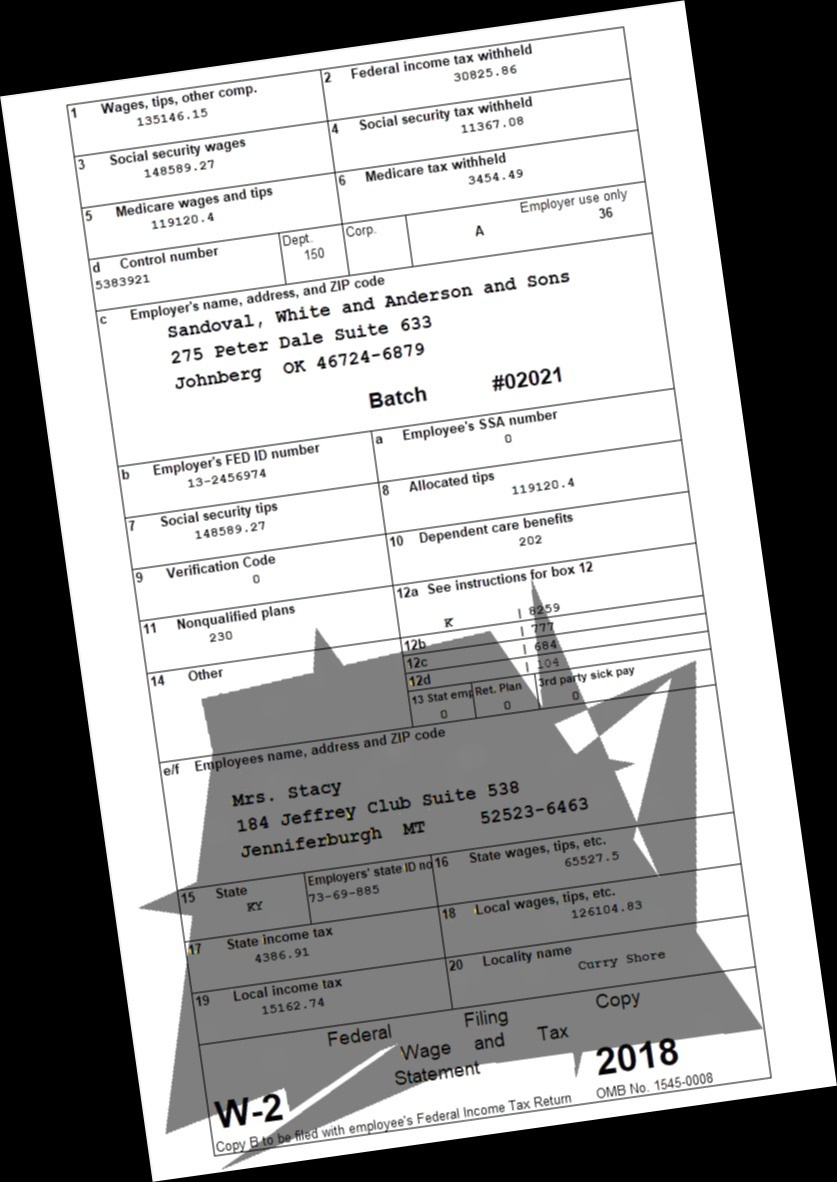 1 Wages, tips, other comp. 2 Federal income tax withheld
135146.15 30825.86
3 Social security wages 4 Social security tax withheld
148589.27 11367.08
5 Medicare wages and tips 6 Medicare tax withheld
119120.4 3454.49
d Control number Dept. Corp. Employer use only
5383921 150 A 36
c Employer's name, address, and ZIP code
Sandoval, White and Anderson and Sons
275 Peter Dale Suite 633
Johnberg OK 46724-6879
Batch #02021
b Employer's FED ID number a Employee's SSA number
13-2456974 0
7 Social security tips 8 Allocated tips
148589.27 119120.4
9 Verification Code 10 Dependent care benefits
0 202
11 Nonqualified plans 12a See instructions for box 12
230 K | 8259
12b | 777
12c | 684
12d | 104
14 Other
13 Stat emp Ret. Plan 3rd party sick pay
0 0 0
e/f Employees name, address and ZIP code
Mrs. Stacy
184 Jeffrey Club Suite 538
Jenniferburgh MT 52523-6463
15 State Employers' state ID no 16 State wages, tips, etc.
KY 73-69-885 65527.5
17 State income tax 18 Local wages, tips, etc.
4386.91 126104.83
19 Local income tax 20 Locality name
15162.74 Curry Shore
Federal Filing Copy
Wage and Tax
Statement
W-2 2018
Copy B to be filed with employee's Federal Income Tax Return OMB No. 1545-0008